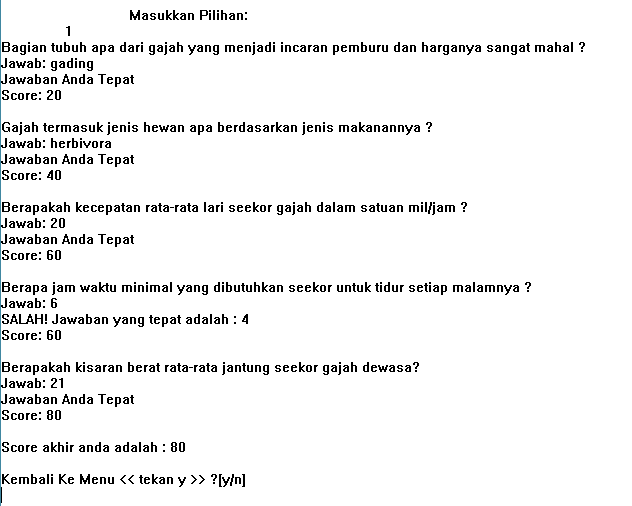 Masukkan Pilihan:
1
Bagian tubuh apa dari gajah yang menjadi incaran pemburu dan harganya sangat mahal ?
Jawab: gading
Jawaban Anda Tepat
Score: 20
Gajah termasuk jenis hewan apa berdasarkan jenis makanannya ?
Jawab: herbivora
Jawaban Anda Tepat
Score: 40
Berapakah kecepatan rata-rata lari seekor gajah dalam satuan mil/jam ?
Jawab: 20
Jawaban Anda Tepat
Score: 60
Berapa jam waktu minimal yang dibutuhkan seekor untuk tidur setiap malamnya ?
Jawab: 6
SALAH! Jawaban yang tepat adalah : 4
Score: 60
Berapakah kisaran berat rata-rata jantung seekor gajah dewasa?
Jawab: 21
Jawaban Anda Tepat
Score: 80
Score akhir anda adalah : 80
Kembali Ke Menu << tekan y >> ?[y/n]